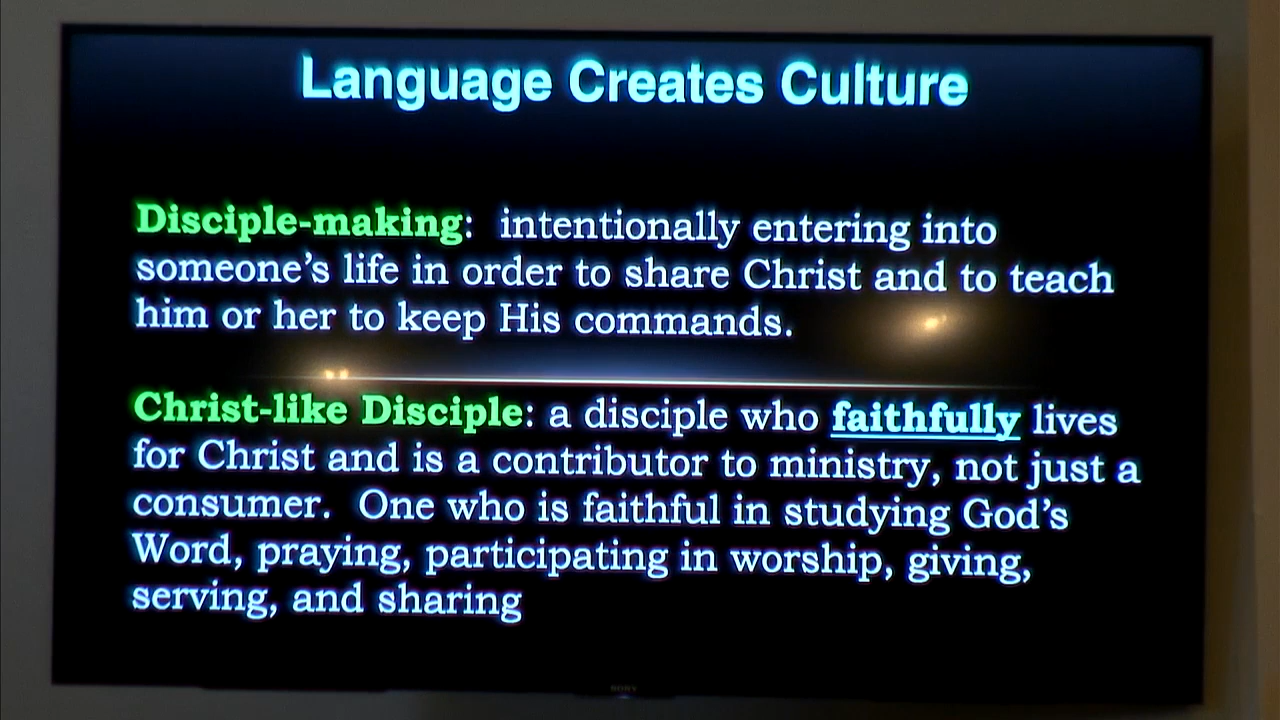 Language Creates Culture
Disciple-making: intentionally entering into
someone's life in order to share Christ and to teach
him or her to keep His commands.
Christ-like Disciple: a disciple who faithfully lives
for Christ and is a contributor to ministry, not just a
consumer. One who is faithful in studying God's
Word, praying, participating in worship, giving,
serving, and sharing
SONY